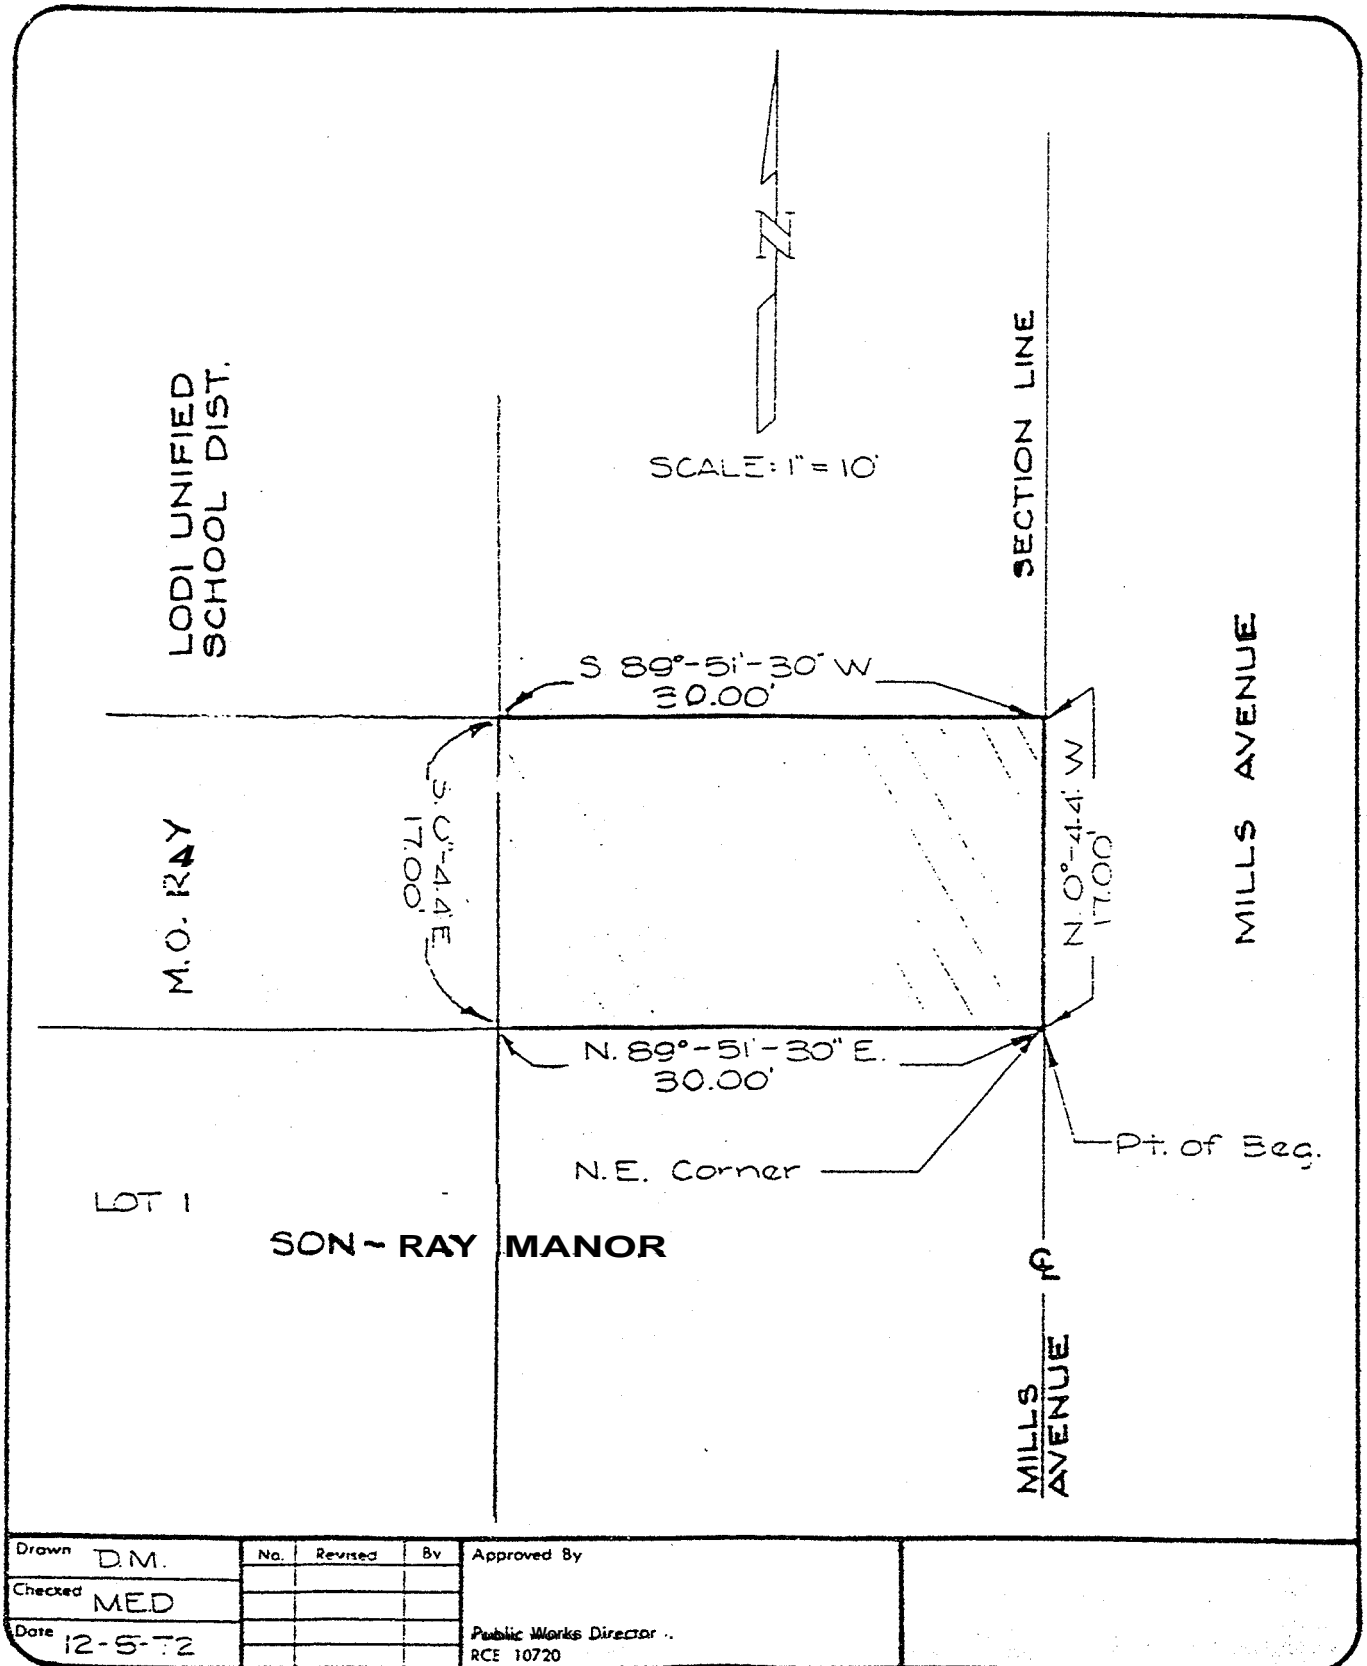 N
SCALE: 1" = 10'
LODI UNIFIED
SCHOOL DIST.
SECTION LINE
MILLS AVENUE
S 89°-51'-30" W
30.00'
N. 0°-44' W
17.00'
S. 0°-44' E.
17.00'
M.O. RAY
N. 89°-51'-30" E.
30.00'
N.E. Corner
Pt. of Beg.
LOT 1
SON~RAY MANOR
MILLS
AVENUE
Drawn D.M.
Checked MED
Date 12-5-72
No. Revised By
Approved By
Public Works Director
RCE 10720